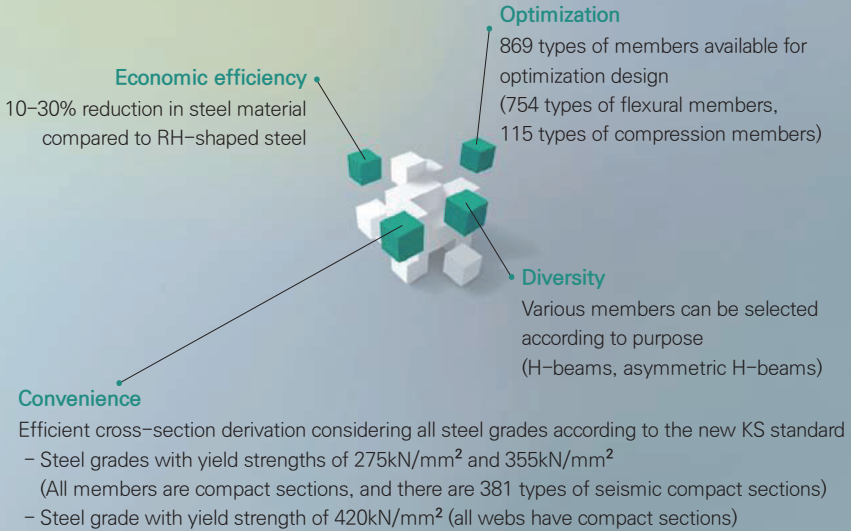 Optimization
869 types of members available for
optimization design
(754 types of flexural members,
115 types of compression members)
Economic efficiency
10-30% reduction in steel material
compared to RH-shaped steel
Diversity
Various members can be selected
according to purpose
(H-beams, asymmetric H-beams)
Convenience
Efficient cross-section derivation considering all steel grades according to the new KS standard
- Steel grades with yield strengths of 275kN/mm² and 355kN/mm²
(All members are compact sections, and there are 381 types of seismic compact sections)
- Steel grade with yield strength of 420kN/mm² (all webs have compact sections)